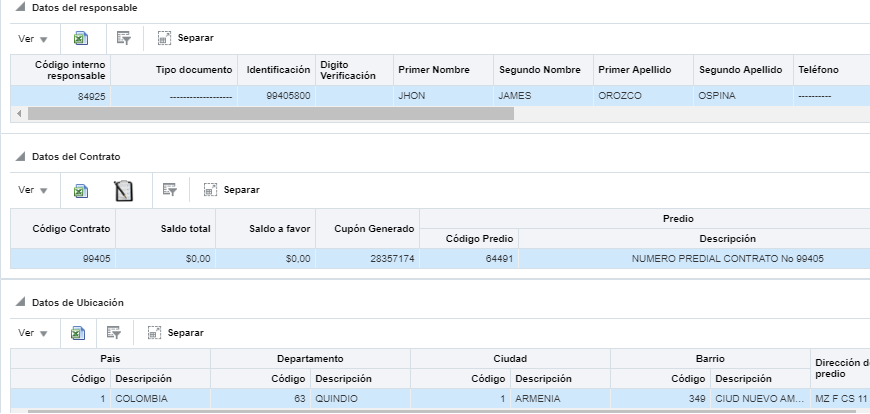 Datos del responsable
Ver Separar
Código interno responsable Tipo documento Identificación Digito Verificación Primer Nombre Segundo Nombre Primer Apellido Segundo Apellido Teléfono
84925 ------------------- 99405800 JHON JAMES OROZCO OSPINA ----------
Datos del Contrato
Ver Separar
Código Contrato Saldo total Saldo a favor Cupón Generado Predio
Código Predio Descripción
99405 $0,00 $0,00 28357174 64491 NUMERO PREDIAL CONTRATO No 99405
Datos de Ubicación
Ver Separar
Pais Departamento Ciudad Barrio Dirección d predio
Código Descripción Código Descripción Código Descripción Código Descripción
1 COLOMBIA 63 QUINDIO 1 ARMENIA 349 CIUD NUEVO AM... MZ F CS 11